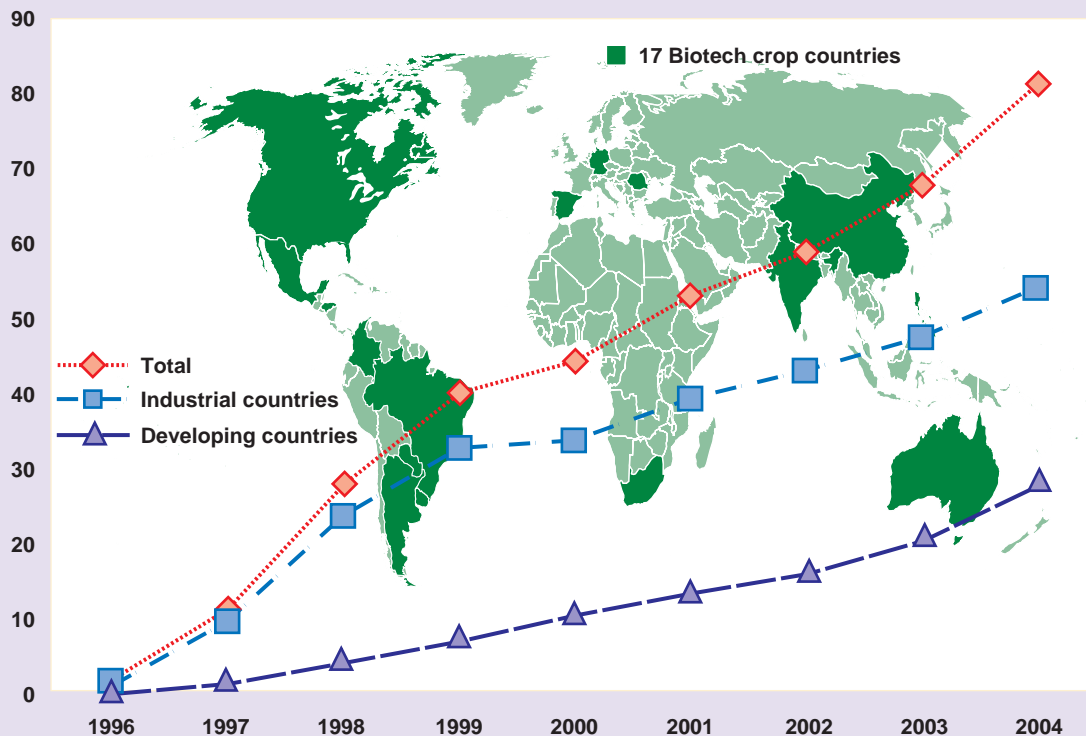 90
17 Biotech crop countries
80
70
60
50
Total
40
Industrial countries
Developing countries
30
20
10
0
1996 1997 1998 1999 2000 2001 2002 2003 2004